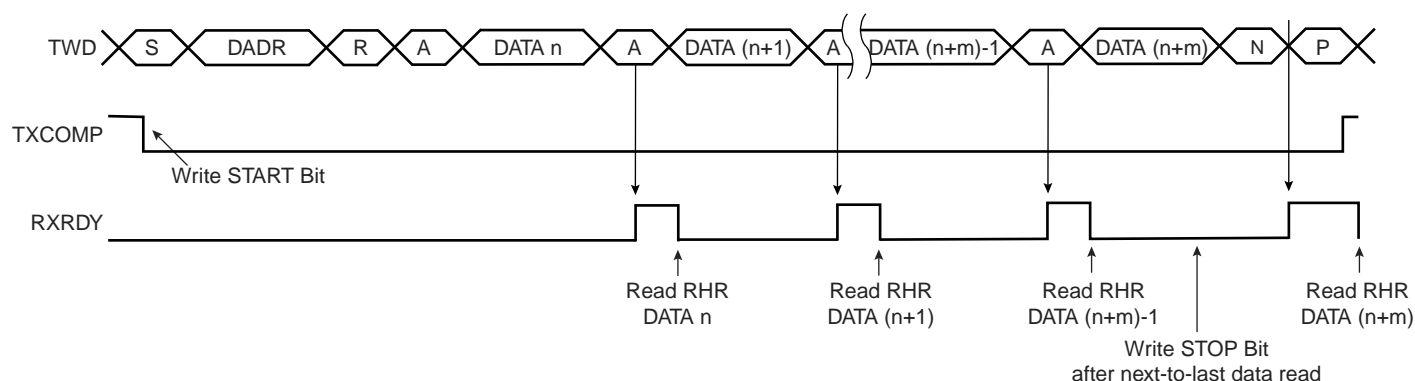 TWD S DADR R A DATA n A DATA (n+1) A DATA (n+m)-1 A DATA (n+m) N P
TXCOMP
Write START Bit
RXRDY
Read RHR Read RHR Read RHR Read RHR
DATA n DATA (n+1) DATA (n+m)-1 DATA (n+m)
Write STOP Bit
after next-to-last data read